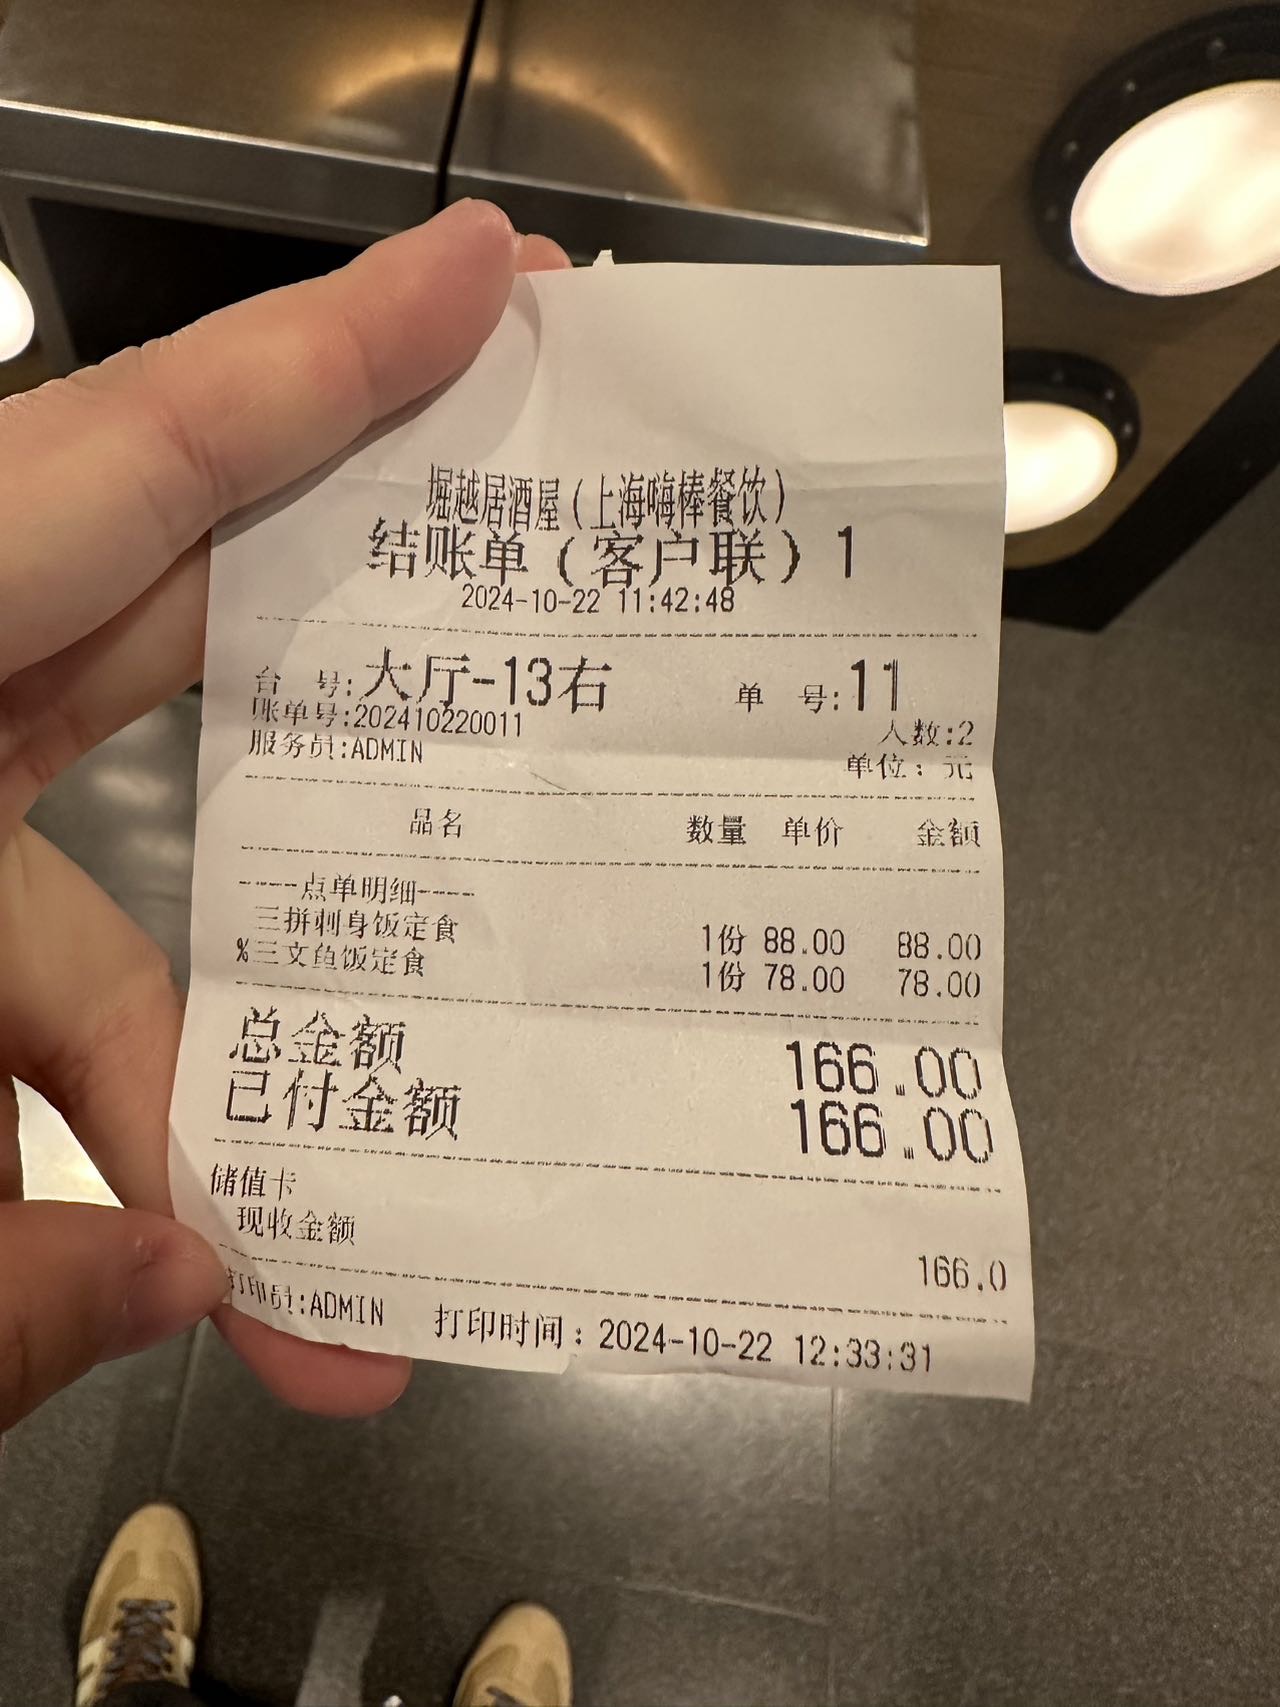 堀越居酒屋（上海嗨棒餐饮）
结账单（客户联）1
2024-10-22 11:42:48
台 号:大厅-13右 单 号:11
账单号:202410220011 人数:2
服务员:ADMIN 单位：元
品名 数量 单价 金额
-----点单明细-----
三拼刺身饭定食 1份 88.00 88.00
%三文鱼饭定食 1份 78.00 78.00
总金额 166.00
已付金额 166.00
储值卡
现收金额 166.0
打印员:ADMIN 打印时间：2024-10-22 12:33:31